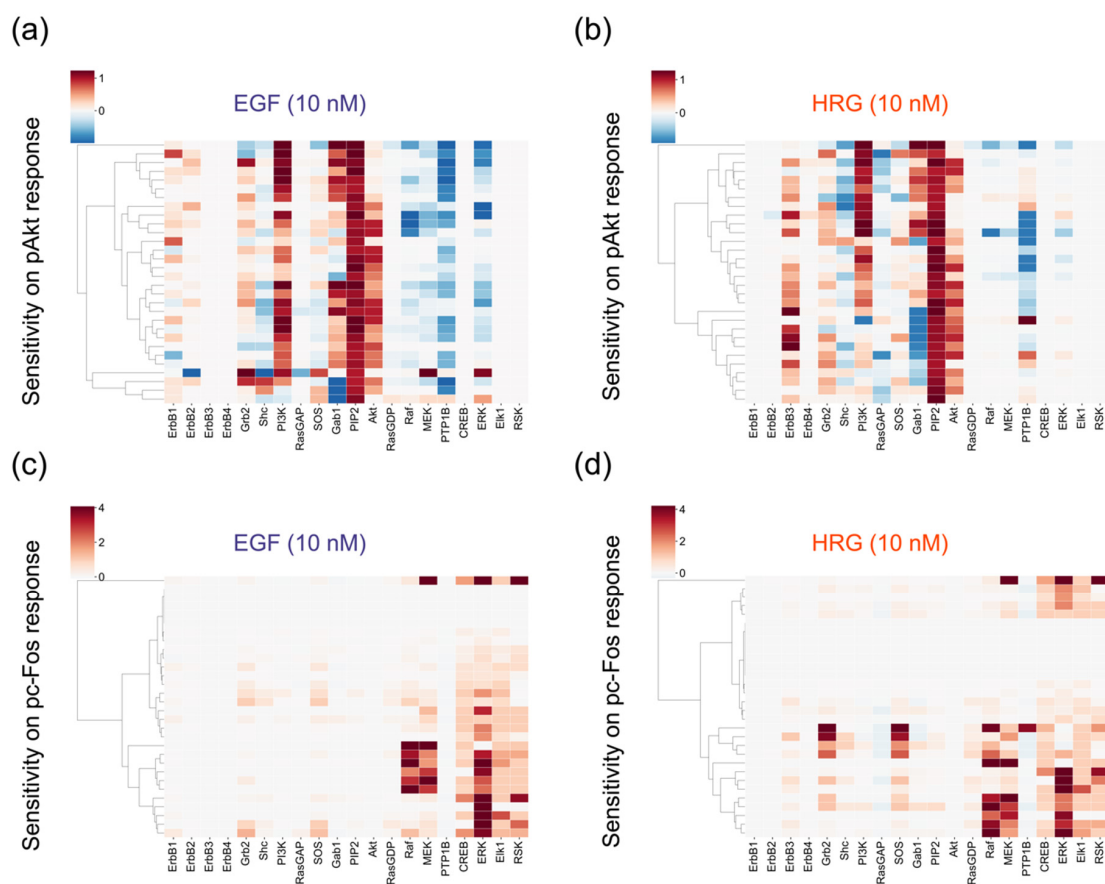 (a)
EGF (10 nM)
1
0
Sensitivity on pAkt response
ErbB1
ErbB2
ErbB3
ErbB4
Grb2
Shc
PI3K
RasGAP
SOS
Gab1
PIP2
Akt
RasGDP
Raf
MEK
PTP1B
CREB
ERK
Elk1
RSK
(b)
HRG (10 nM)
1
0
Sensitivity on pAkt response
ErbB1
ErbB2
ErbB3
ErbB4
Grb2
Shc
PI3K
RasGAP
SOS
Gab1
PIP2
Akt
RasGDP
Raf
MEK
PTP1B
CREB
ERK
Elk1
RSK
(c)
EGF (10 nM)
4
2
0
Sensitivity on pc-Fos response
ErbB1
ErbB2
ErbB3
ErbB4
Grb2
Shc
PI3K
RasGAP
SOS
Gab1
PIP2
Akt
RasGDP
Raf
MEK
PTP1B
CREB
ERK
Elk1
RSK
(d)
HRG (10 nM)
4
2
0
Sensitivity on pc-Fos response
ErbB1
ErbB2
ErbB3
ErbB4
Grb2
Shc
PI3K
RasGAP
SOS
Gab1
PIP2
Akt
RasGDP
Raf
MEK
PTP1B
CREB
ERK
Elk1
RSK